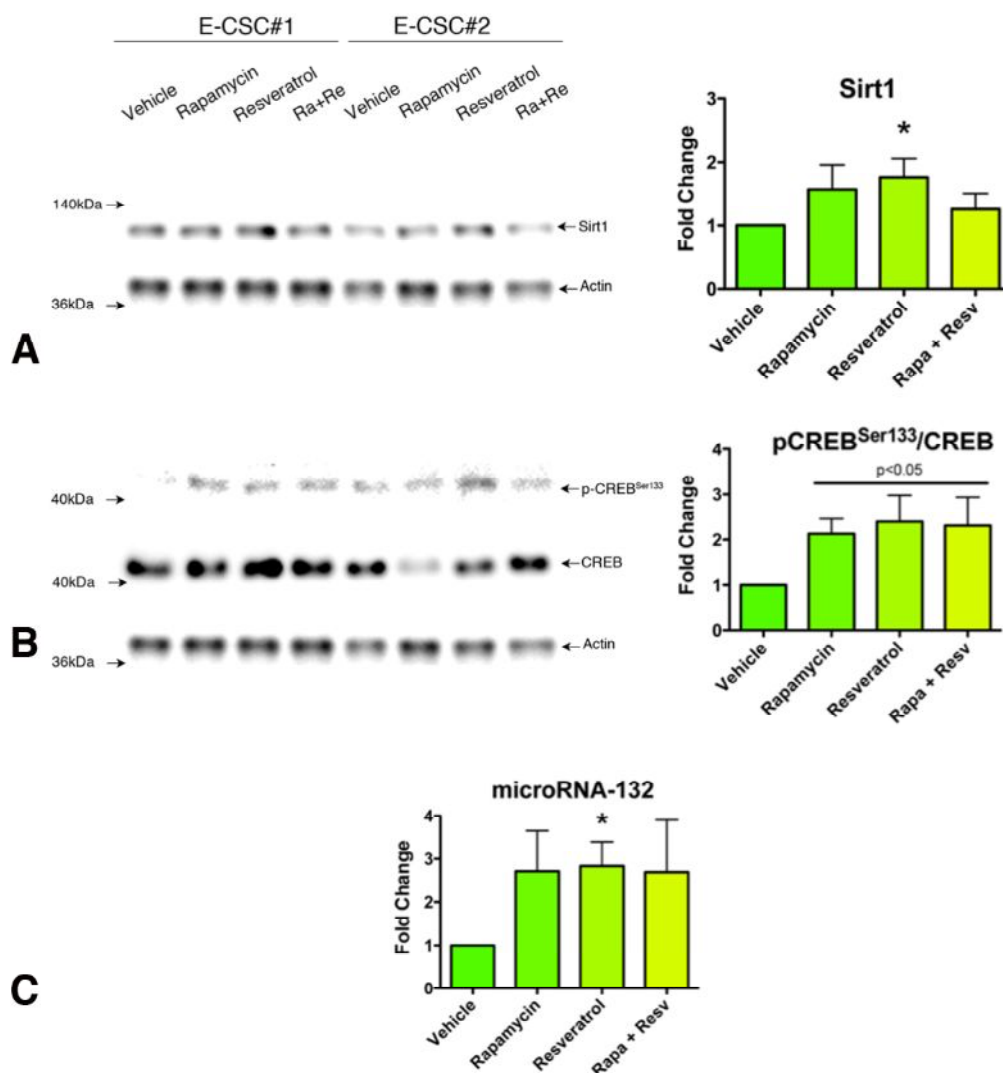 E-CSC#1 E-CSC#2
Vehicle Rapamycin Resveratrol Ra+Re Vehicle Rapamycin Resveratrol Ra+Re
140kDa
Sirt1
Actin
36kDa
A
Sirt1
Fold Change
3
2
1
0
Vehicle Rapamycin Resveratrol Rapa + Resv
*
40kDa
p-CREBSer133
CREB
40kDa
Actin
36kDa
B
pCREBSer133/CREB
p<0.05
Fold Change
4
3
2
1
0
Vehicle Rapamycin Resveratrol Rapa + Resv
microRNA-132
*
Fold Change
4
3
2
1
0
Vehicle Rapamycin Resveratrol Rapa + Resv
C